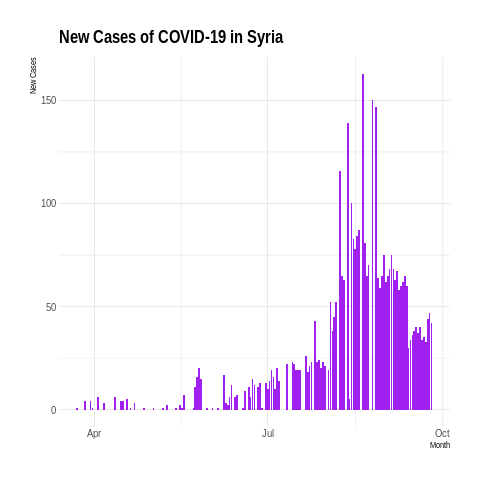 New Cases of COVID-19 in Syria
New Cases
150
100
50
0
Apr
Jul
Oct
Month